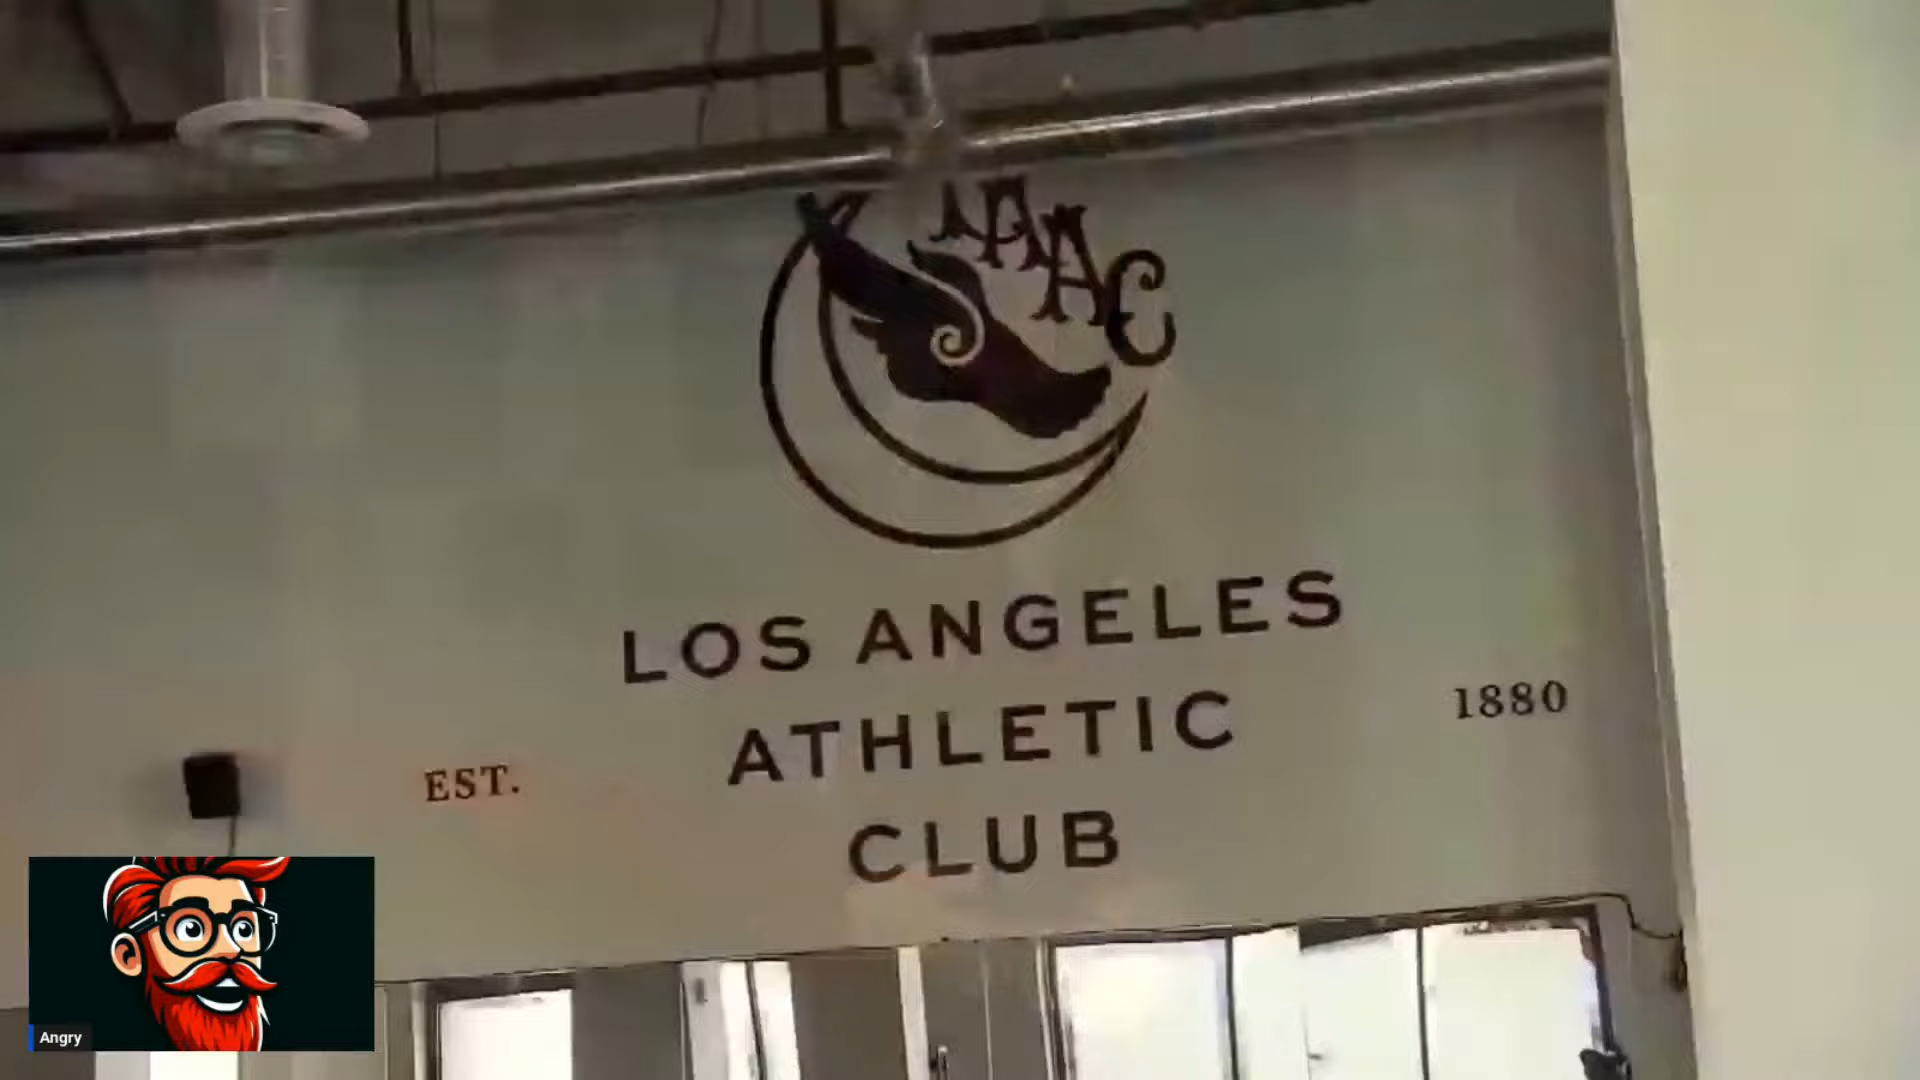 LAAC
LOS ANGELES
ATHLETIC
EST. 1880
CLUB
Angry